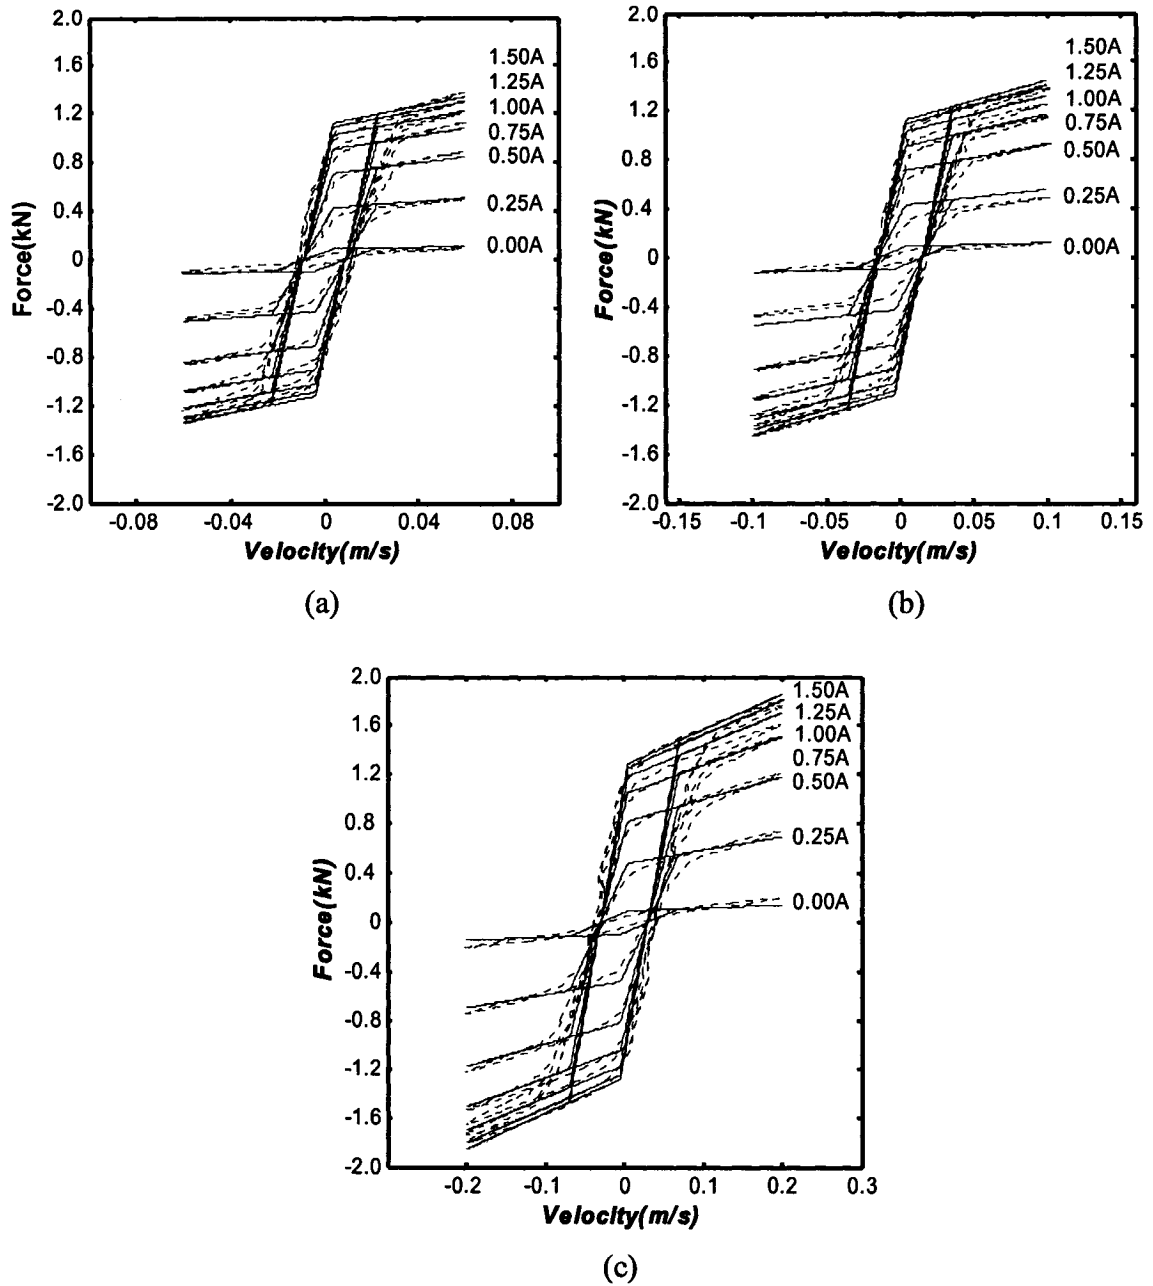 2.0
1.6
1.2
0.8
0.4
0
-0.4
-0.8
-1.2
-1.6
-2.0
Force(kN)
1.50A
1.25A
1.00A
0.75A
0.50A
0.25A
0.00A
-0.08 -0.04 0 0.04 0.08
Velocity(m/s)
(a)
2.0
1.6
1.2
0.8
0.4
0
-0.4
-0.8
-1.2
-1.6
-2.0
Force(kN)
1.50A
1.25A
1.00A
0.75A
0.50A
0.25A
0.00A
-0.15 -0.1 -0.05 0 0.05 0.1 0.15
Velocity(m/s)
(b)
2.0
1.6
1.2
0.8
0.4
0
-0.4
-0.8
-1.2
-1.6
-2.0
Force(kN)
1.50A
1.25A
1.00A
0.75A
0.50A
0.25A
0.00A
-0.2 -0.1 0 0.1 0.2 0.3
Velocity(m/s)
(c)